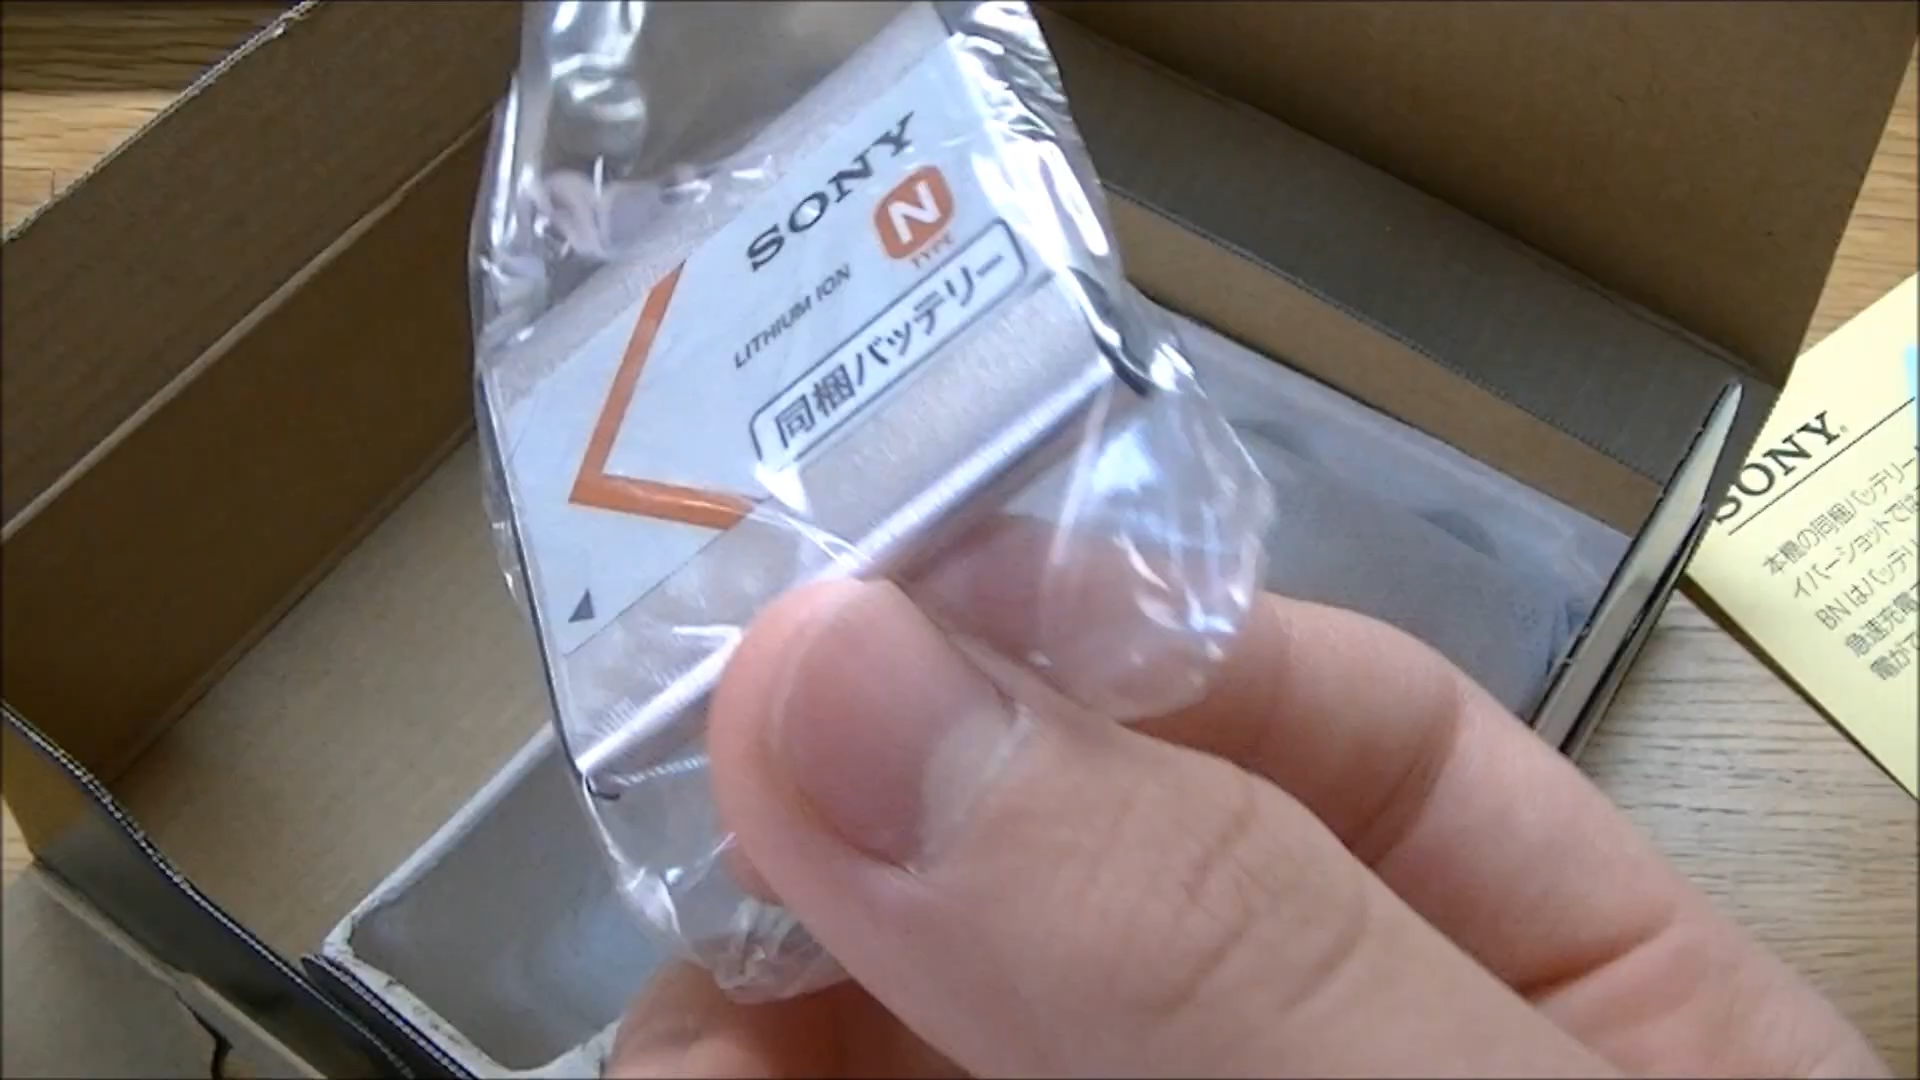 SONY
N
TYPE
LITHIUM ION
同梱バッテリー
SONY
本機の同梱バッテリー
イバーショットでは
BN はバッテリ
急速充電
電が